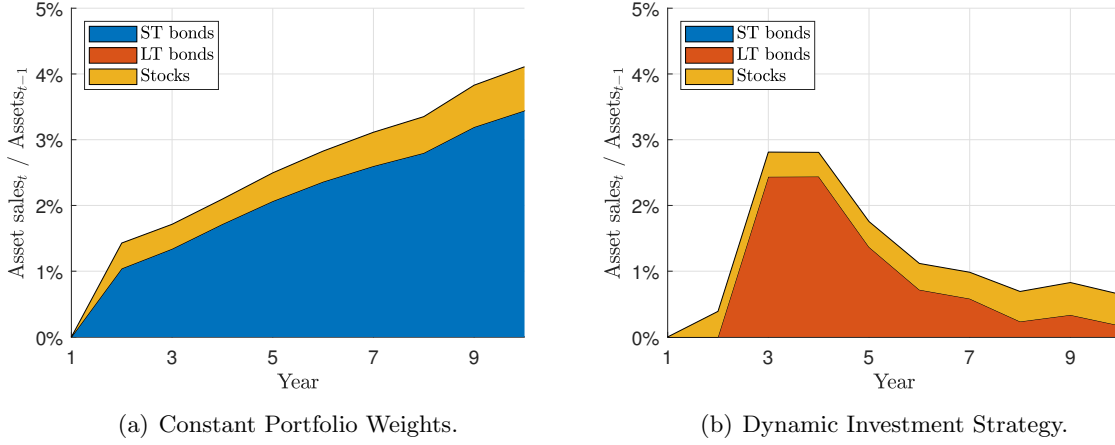 5%
4%
3%
2%
1%
0%
Asset sales_t / Assets_{t−1}
ST bonds
LT bonds
Stocks
1
3
5
7
9
Year
(a) Constant Portfolio Weights.
5%
4%
3%
2%
1%
0%
Asset sales_t / Assets_{t−1}
ST bonds
LT bonds
Stocks
1
3
5
7
9
Year
(b) Dynamic Investment Strategy.